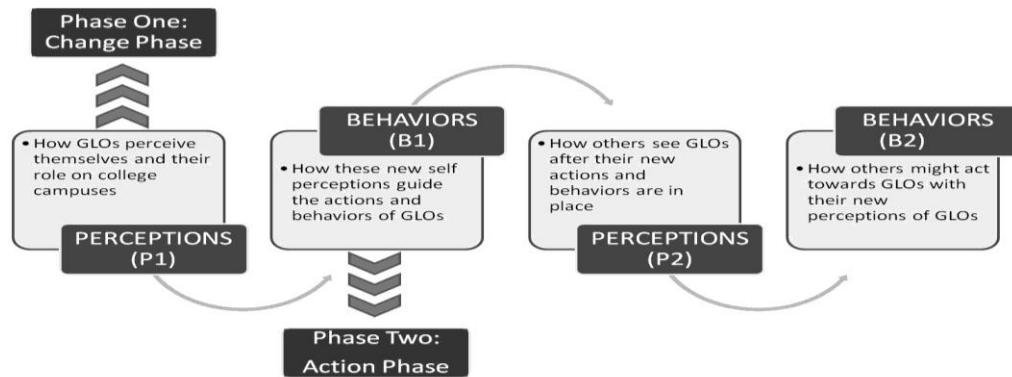 Phase One:
Change Phase
• How GLOs perceive
themselves and their
role on college
campuses
PERCEPTIONS
(P1)
BEHAVIORS
(B1)
• How these new self
perceptions guide
the actions and
behaviors of GLOs
Phase Two:
Action Phase
• How others see GLOs
after their new
actions and
behaviors are in
place
PERCEPTIONS
(P2)
BEHAVIORS
(B2)
• How others might act
towards GLOs with
their new
perceptions of GLOs